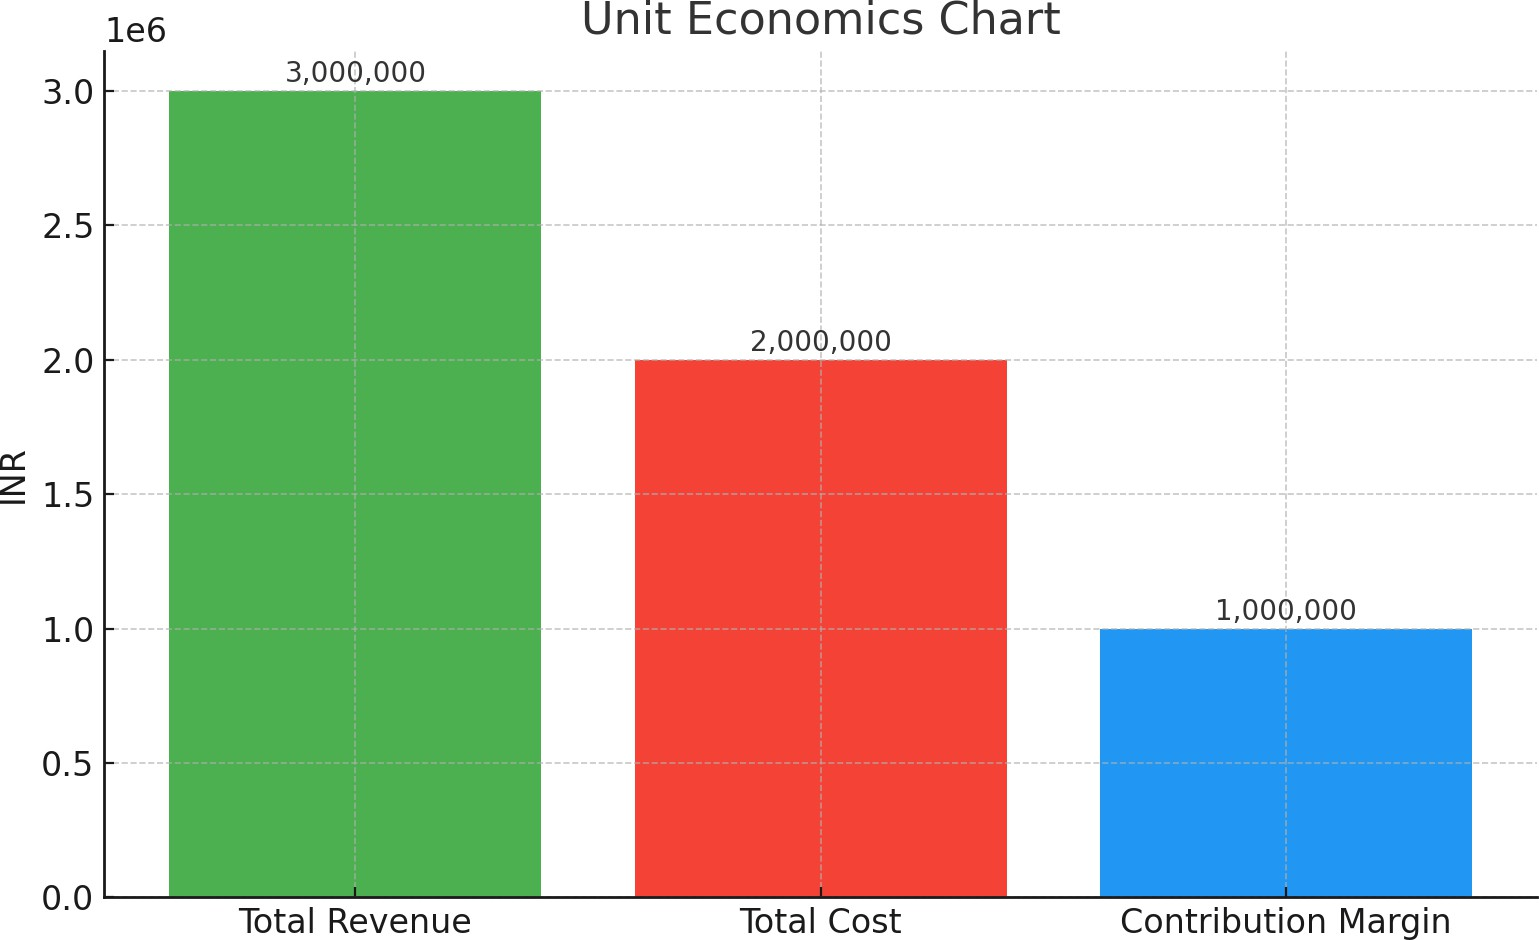 Unit Economics Chart
1e6
3,000,000
3.0
2.5
2,000,000
2.0
INR
1.5
1,000,000
1.0
0.5
0.0
Total Revenue Total Cost Contribution Margin